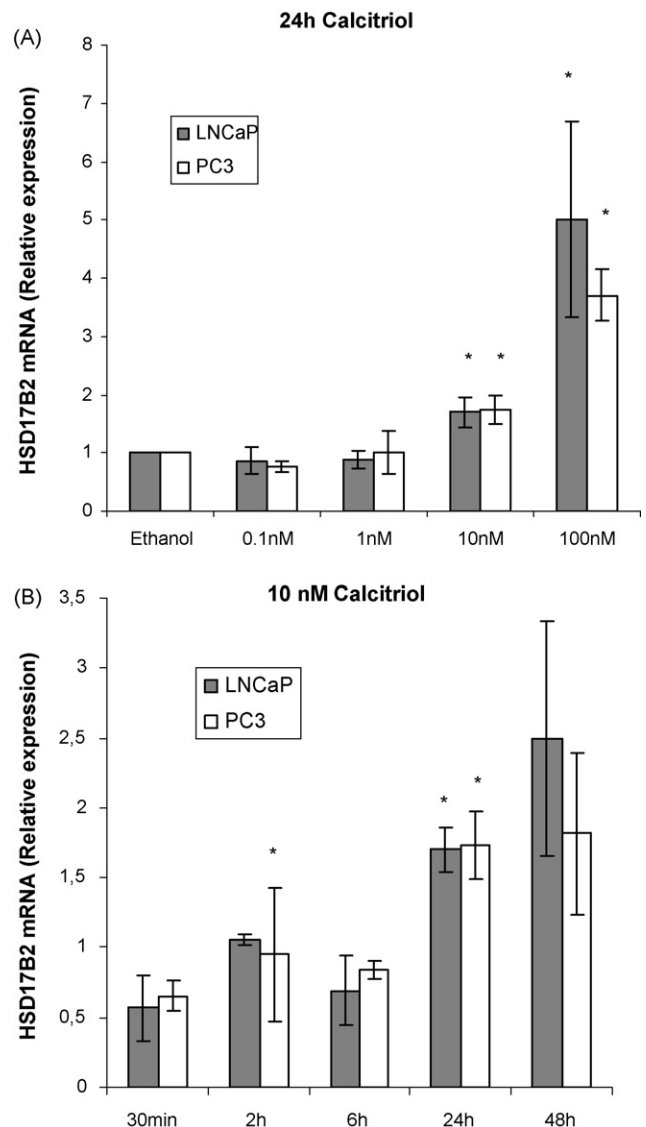 (A)
24h Calcitriol
HSD17B2 mRNA (Relative expression)
8
7
6
5
4
3
2
1
0
LNCaP
PC3
*
*
* *
Ethanol 0.1nM 1nM 10nM 100nM
(B)
10 nM Calcitriol
HSD17B2 mRNA (Relative expression)
3,5
3
2,5
2
1,5
1
0,5
0
LNCaP
PC3
*
*
*
30min 2h 6h 24h 48h